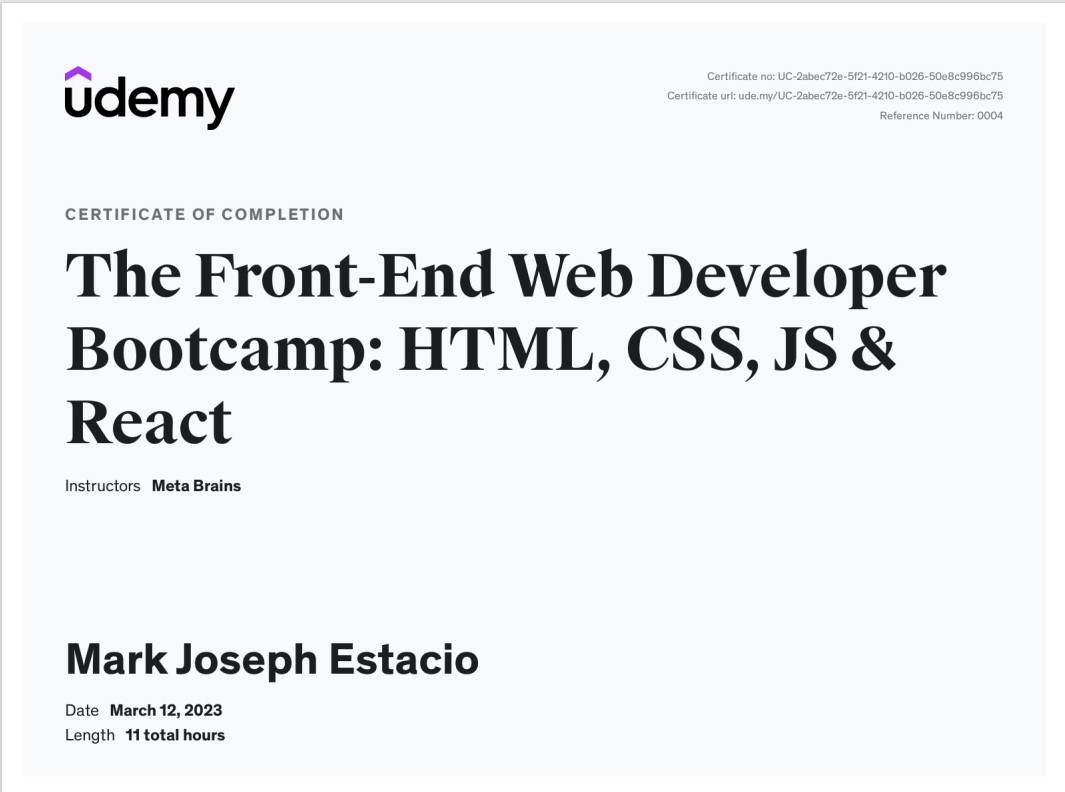 udemy
Certificate no: UC-2abec72e-5f21-4210-b026-50e8c996bc75
Certificate url: ude.my/UC-2abec72e-5f21-4210-b026-50e8c996bc75
Reference Number: 0004
CERTIFICATE OF COMPLETION
The Front-End Web Developer
Bootcamp: HTML, CSS, JS &
React
Instructors Meta Brains
Mark Joseph Estacio
Date March 12, 2023
Length 11 total hours